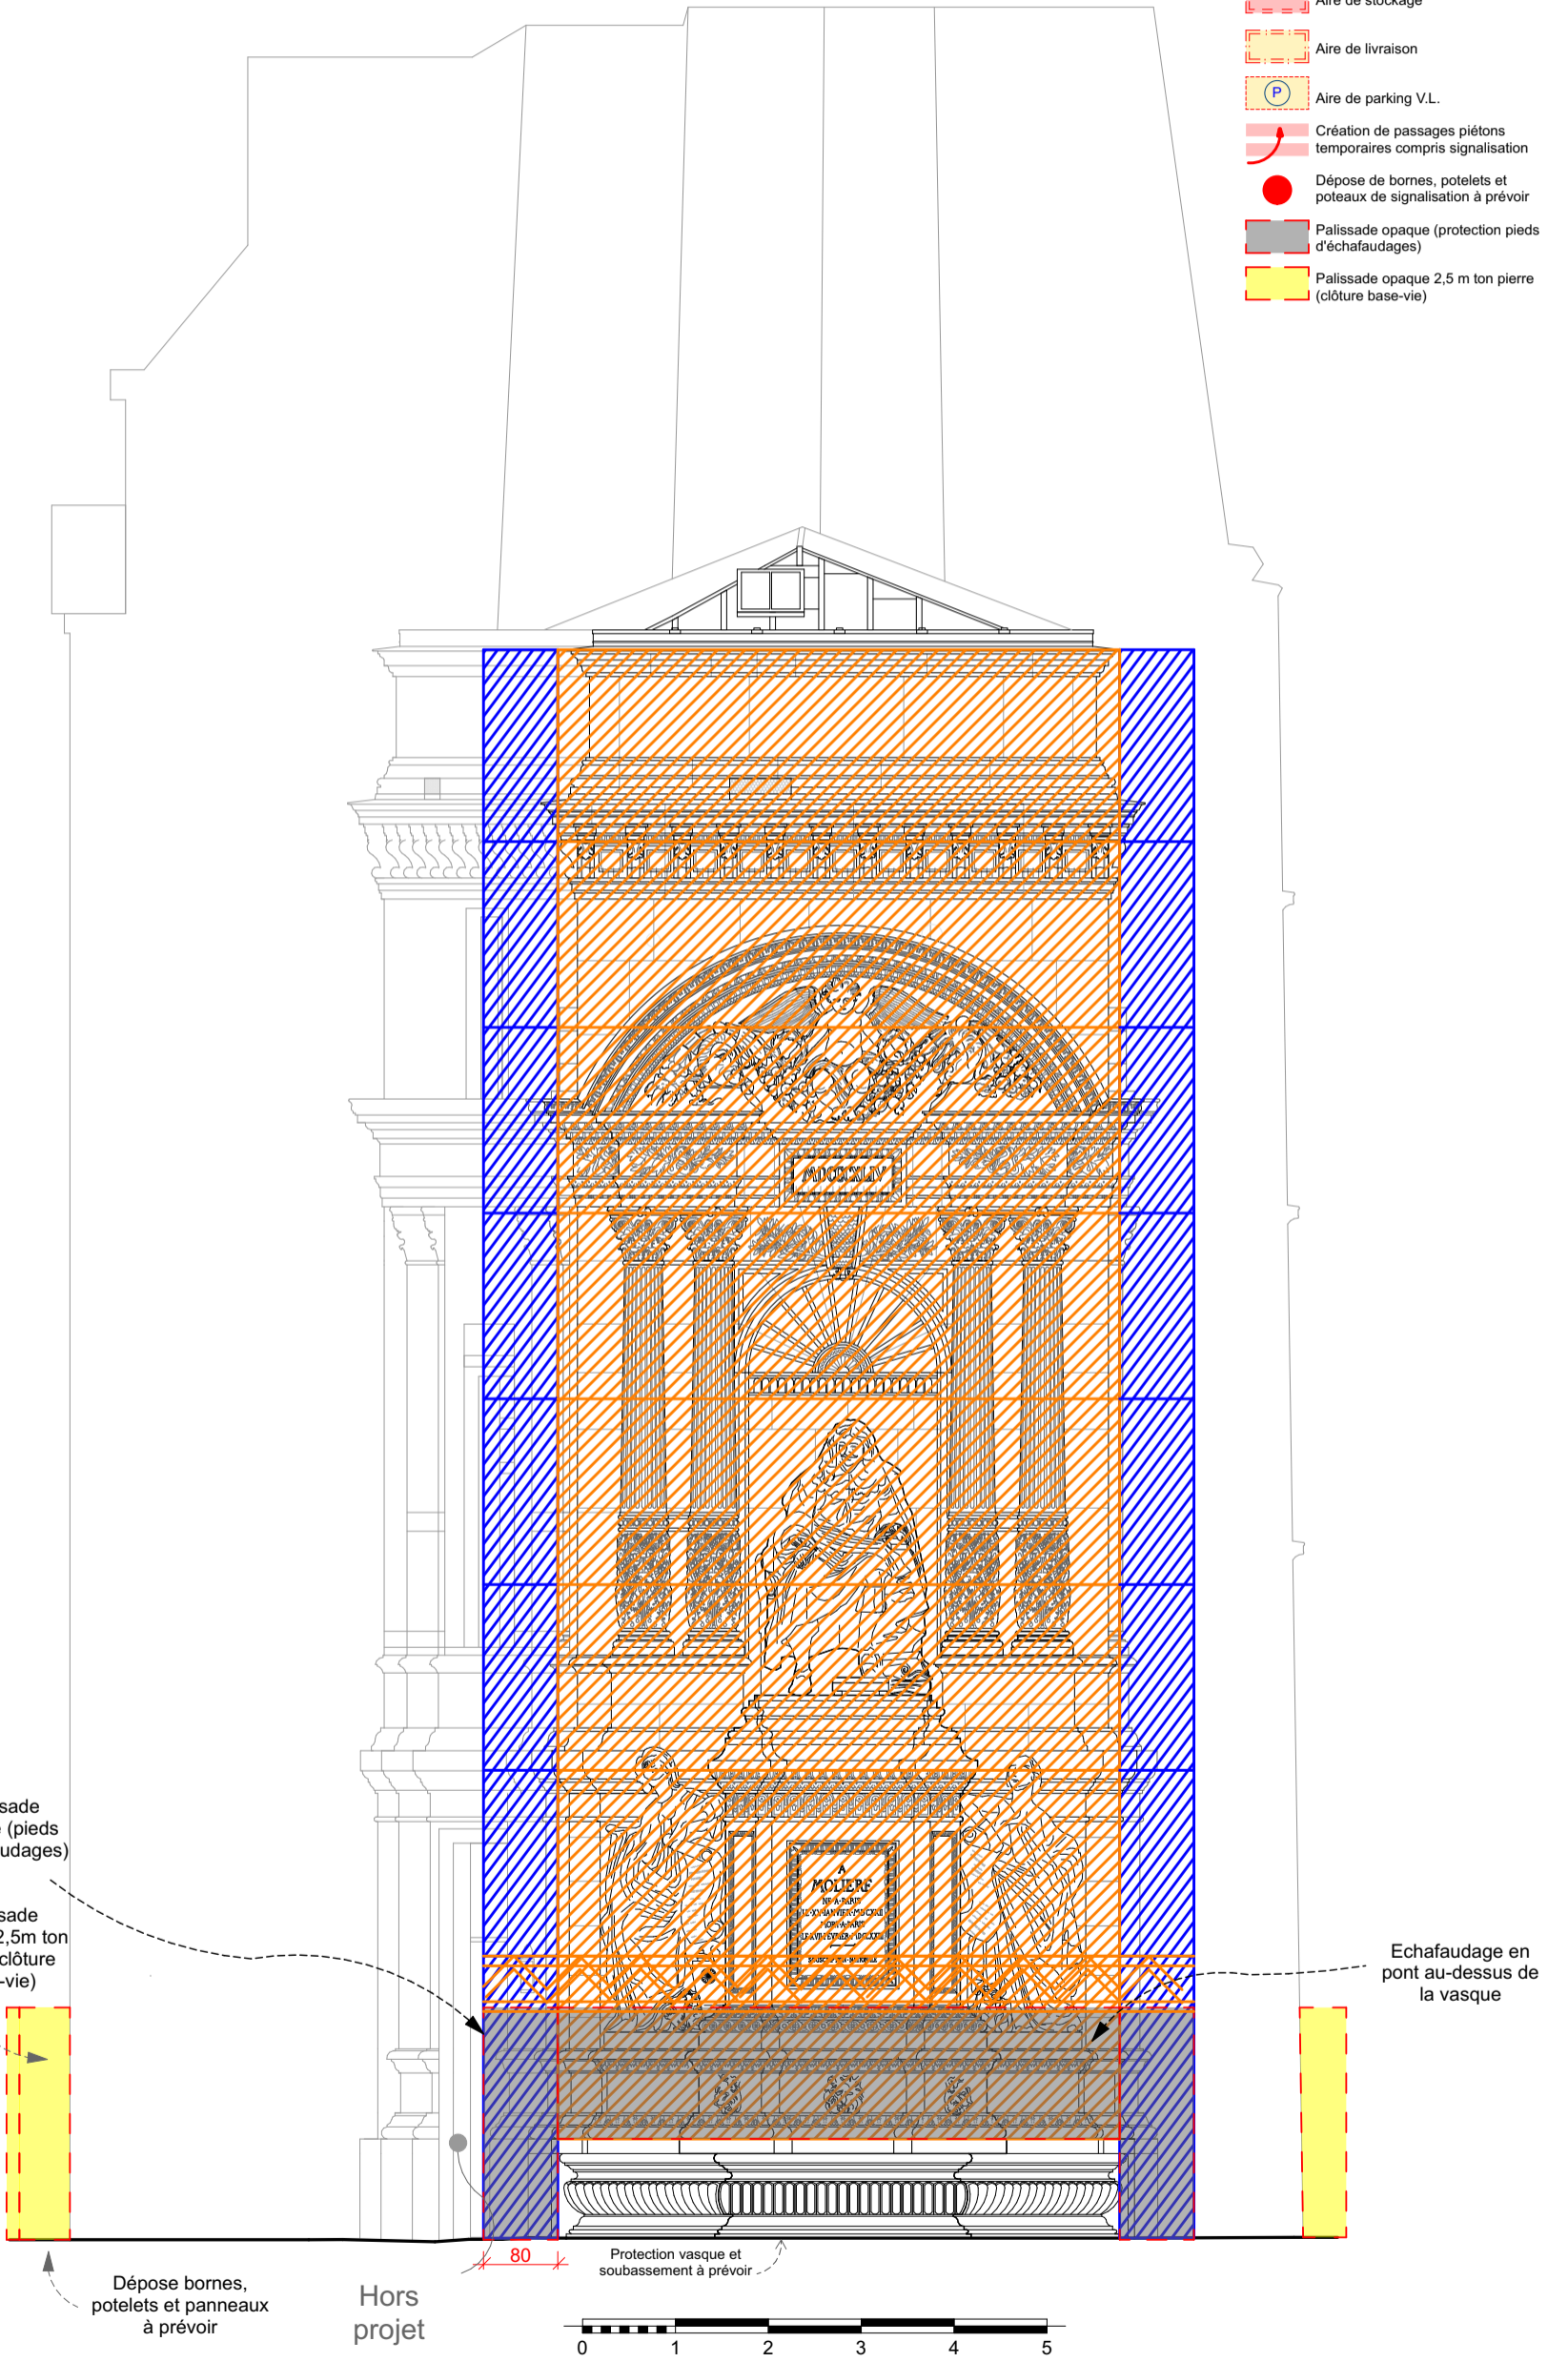 Aire de stockage
Aire de livraison
P
Aire de parking V.L.
Création de passages piétons
temporaires compris signalisation
Dépose de bornes, potelets et
poteaux de signalisation à prévoir
Palissade opaque (protection pieds
d'échafaudages)
Palissade opaque 2,5 m ton pierre
(clôture base-vie)
A
MOLIERE
sade
(pieds
udages)
sade
2,5m ton
clôture
-vie)
Echafaudage en
pont au-dessus de
la vasque
80
Protection vasque et
soubassement à prévoir
Dépose bornes,
potelets et panneaux
à prévoir
Hors
projet
0 1 2 3 4 5